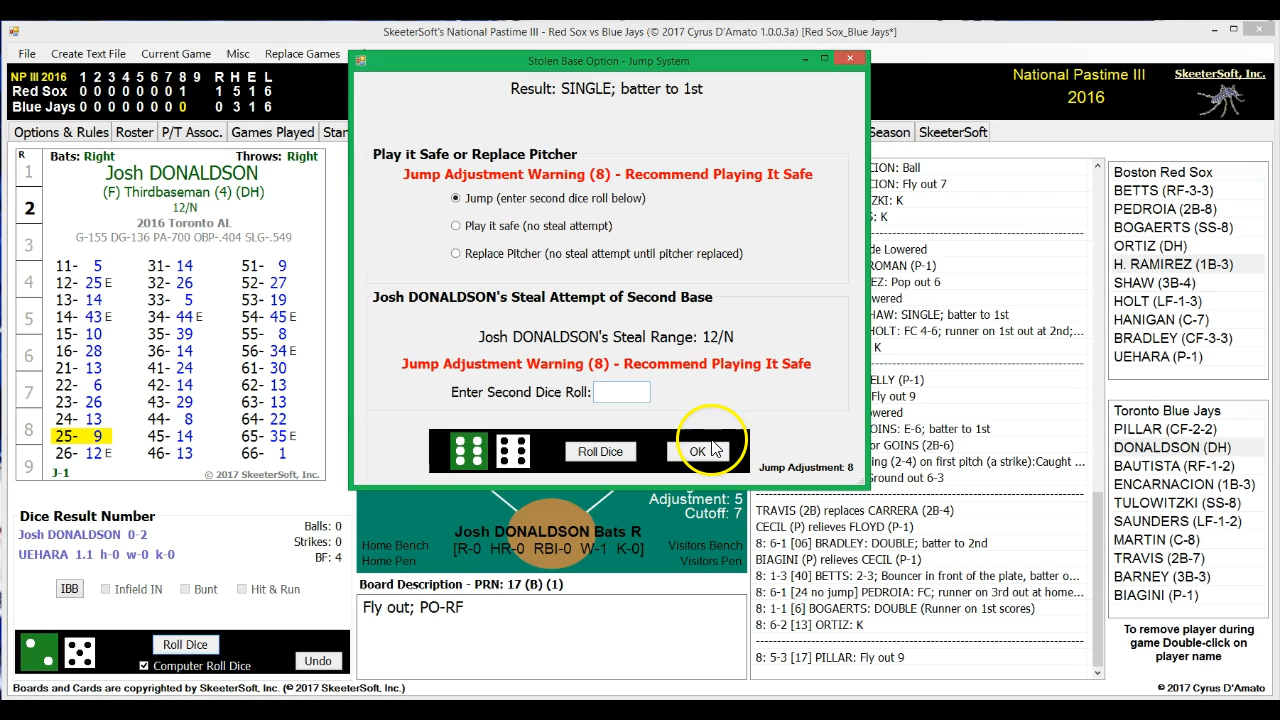 SkeeterSoft's National Pastime III - Red Sox vs Blue Jays (© 2017 Cyrus D'Amato 1.0.0.3a) [Red Sox_Blue Jays*]
File Create Text File Current Game Misc Replace Games
NP III 2016 1 2 3 4 5 6 7 8 9 R H E L
Red Sox 0 0 0 0 0 0 0 1 1 5 1 6
Blue Jays 0 0 0 0 0 0 0 0 0 3 1 6
National Pastime III
2016
SkeeterSoft, Inc.
Options & Rules Roster P/T Assoc. Games Played Season SkeeterSoft
R
1
2
3
4
5
6
7
8
9
Bats: Right Throws: Right
Josh DONALDSON
(F) Thirdbaseman (4) (DH)
12/N
2016 Toronto AL
G-155 DG-136 PA-700 OBP-.404 SLG-.549
11- 5 31- 14 51- 9
12- 25 E 32- 26 52- 27
13- 14 33- 5 53- 19
14- 43 E 34- 44 E 54- 45 E
15- 10 35- 39 55- 8
16- 28 36- 14 56- 34 E
21- 13 41- 24 61- 30
22- 6 42- 13 62- 13
23- 26 43- 29 63- 13
24- 13 44- 8 64- 22
25- 9 45- 14 65- 35 E
26- 12 E 46- 13 66- 1
J-1
© 2017 SkeeterSoft, Inc.
Stolen Base Option - Jump System
Result: SINGLE; batter to 1st
Play it Safe or Replace Pitcher
Jump Adjustment Warning (8) - Recommend Playing It Safe
Jump (enter second dice roll below)
Play it safe (no steal attempt)
Replace Pitcher (no steal attempt until pitcher replaced)
Josh DONALDSON's Steal Attempt of Second Base
Josh DONALDSON's Steal Range: 12/N
Jump Adjustment Warning (8) - Recommend Playing It Safe
Enter Second Dice Roll:
Roll Dice OK
Jump Adjustment: 8
Adjustment: 5
Cutoff: 7
Josh DONALDSON Bats R
[R-0 HR-0 RBI-0 W-1 K-0]
Home Bench Visitors Bench
Home Pen Visitors Pen
Board Description - PRN: 17 (B) (1)
Fly out; PO-RF
Dice Result Number
Josh DONALDSON 0-2
UEHARA 1.1 h-0 w-0 k-0
Balls: 0
Strikes: 0
BF: 4
IBB Infield IN Bunt Hit & Run
Roll Dice
Computer Roll Dice Undo
Boards and Cards are copyrighted by SkeeterSoft, Inc. (© 2017 SkeeterSoft, Inc.)
CION: Ball
CION: Fly out 7
ZKI: K
de Lowered
ROMAN (P-1)
EZ: Pop out 6
owered
HAW: SINGLE; batter to 1st
HOLT: FC 4-6; runner on 1st out at 2nd;...
K
ELLY (P-1)
Fly out 9
owered
OINS: E-6; batter to 1st
or GOINS (2B-6)
ng (2-4) on first pitch (a strike):Caught ...
round out 6-3
TRAVIS (2B) replaces CARRERA (2B-4)
CECIL (P) relieves FLOYD (P-1)
8: 6-1 [06] BRADLEY: DOUBLE; batter to 2nd
BIAGINI (P) relieves CECIL (P-1)
8: 1-3 [40] BETTS: 2-3; Bouncer in front of the plate, batter o...
8: 6-1 [24 no jump] PEDROIA: FC; runner on 3rd out at home...
8: 1-1 [6] BOGAERTS: DOUBLE (Runner on 1st scores)
8: 6-2 [13] ORTIZ: K
8: 5-3 [17] PILLAR: Fly out 9
Boston Red Sox
BETTS (RF-3-3)
PEDROIA (2B-8)
BOGAERTS (SS-8)
ORTIZ (DH)
H. RAMIREZ (1B-3)
SHAW (3B-4)
HOLT (LF-1-3)
HANIGAN (C-7)
BRADLEY (CF-3-3)
UEHARA (P-1)
Toronto Blue Jays
PILLAR (CF-2-2)
DONALDSON (DH)
BAUTISTA (RF-1-2)
ENCARNACION (1B-3)
TULOWITZKI (SS-8)
SAUNDERS (LF-1-2)
MARTIN (C-8)
TRAVIS (2B-7)
BARNEY (3B-3)
BIAGINI (P-1)
To remove player during
game Double-click on
player name
© 2017 Cyrus D'Amato